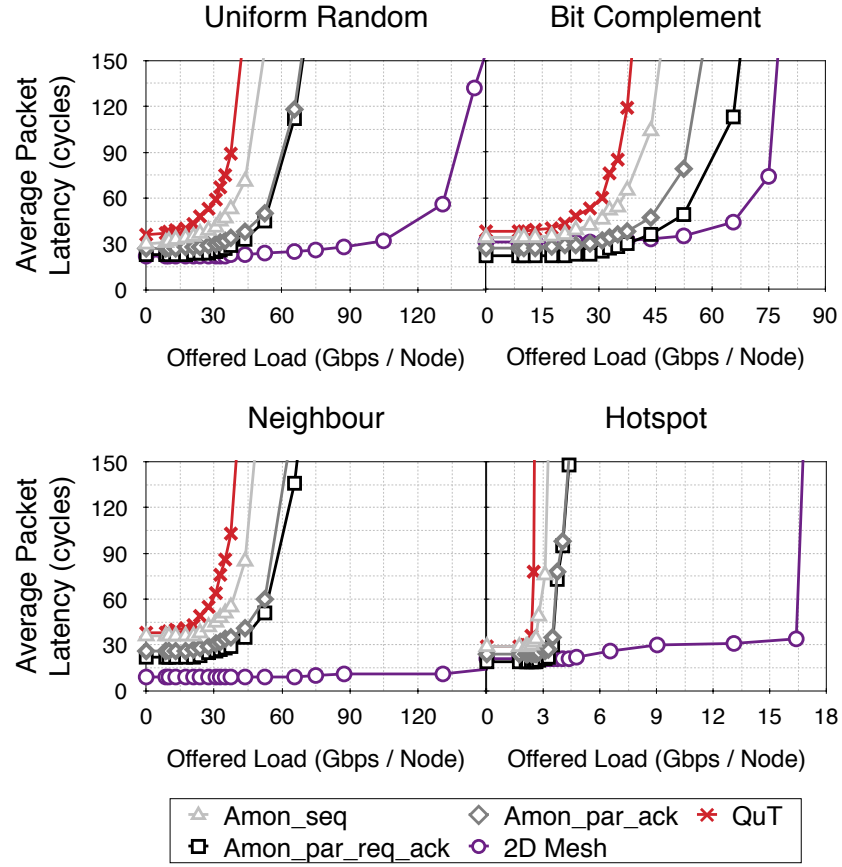 Uniform Random
Bit Complement
Average Packet
Latency (cycles)
150
120
90
60
30
0
0 30 60 90 120
0 15 30 45 60 75 90
Offered Load (Gbps / Node)
Offered Load (Gbps / Node)
Neighbour
Hotspot
Average Packet
Latency (cycles)
150
120
90
60
30
0
0 30 60 90 120
0 3 6 9 12 15 18
Offered Load (Gbps / Node)
Offered Load (Gbps / Node)
Amon_seq
Amon_par_ack
QuT
Amon_par_req_ack
2D Mesh